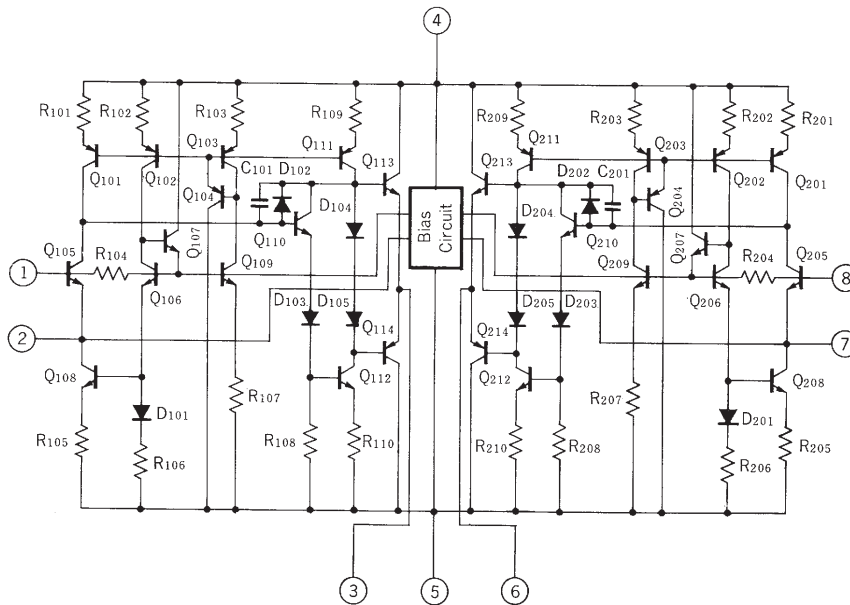 4
R101 R102 R103 R109 R209 R203 R202 R201
Q103 Q111 Q211 Q203
Q101 Q102 C101 D102 Q113 Q213 D202 C201 Q202 Q201
Q104 D104 D204 Q204
Q107 Q110 Bias Circuit Q210 Q207
Q105 R104 Q109 Q209 R204 Q205
1 8
Q106 Q206
D103 D105 D205 D203
2 Q114 Q214 7
Q108 Q112 Q212 Q208
R107 R207
D101 D201
R105 R106 R108 R110 R210 R208 R206 R205
3 5 6